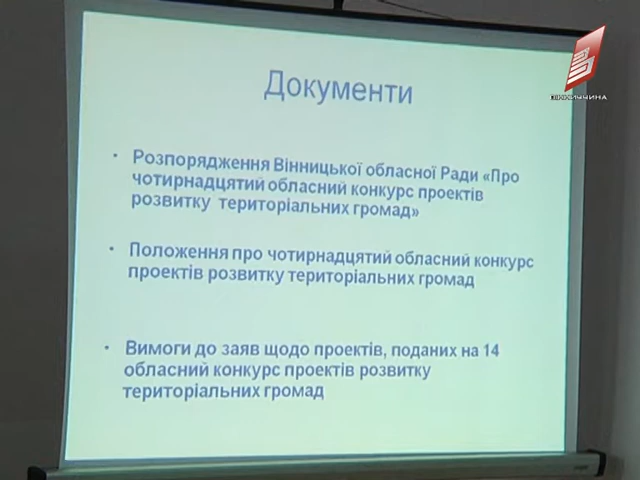 Документи
• Розпорядження Вінницької обласної Ради «Про
чотирнадцятий обласний конкурс проектів
розвитку територіальних громад»
• Положення про чотирнадцятий обласний конкурс
проектів розвитку територіальних громад
• Вимоги до заяв щодо проектів, поданих на 14
обласний конкурс проектів розвитку
територіальних громад